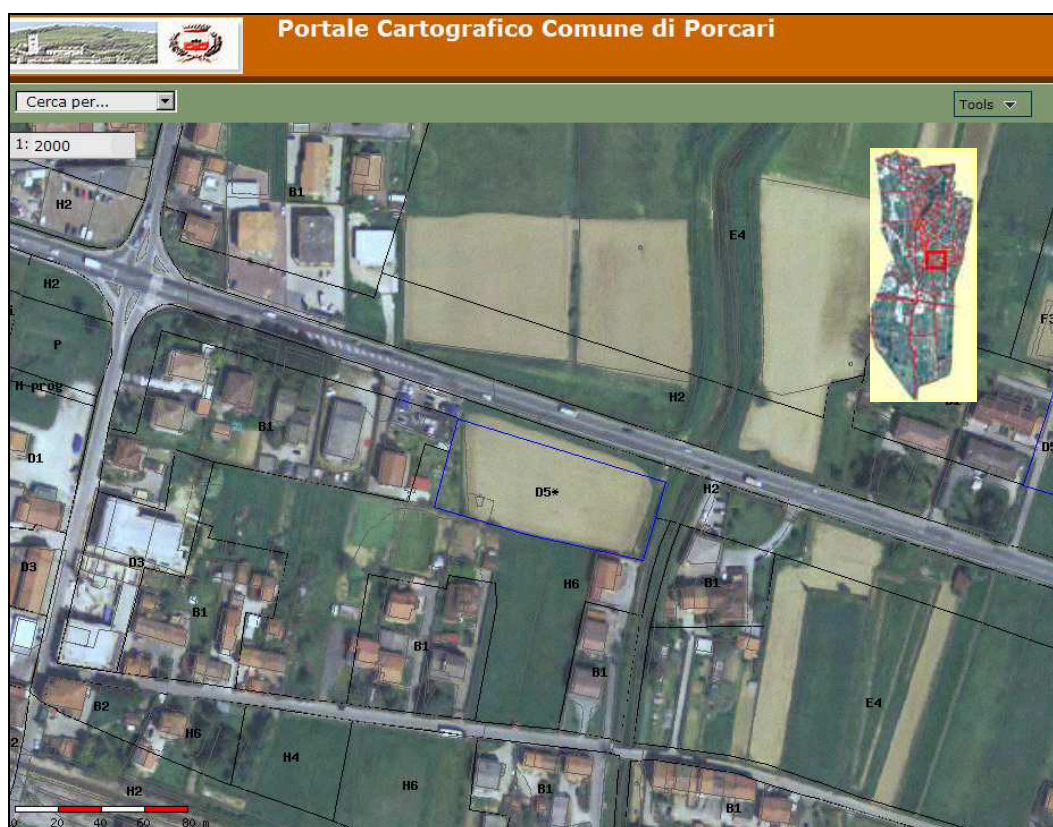 Portale Cartografico Comune di Porcari
Cerca per...
Tools
1: 2000
H2
B1
E4
H2
P
H prog
F3
H2
B1
D1
D5*
H2
D3
D3
H6
B1
B1
B1
B1
B2
H6
H4
H6
E4
H2
B1
B1
0 20 40 60 80 m